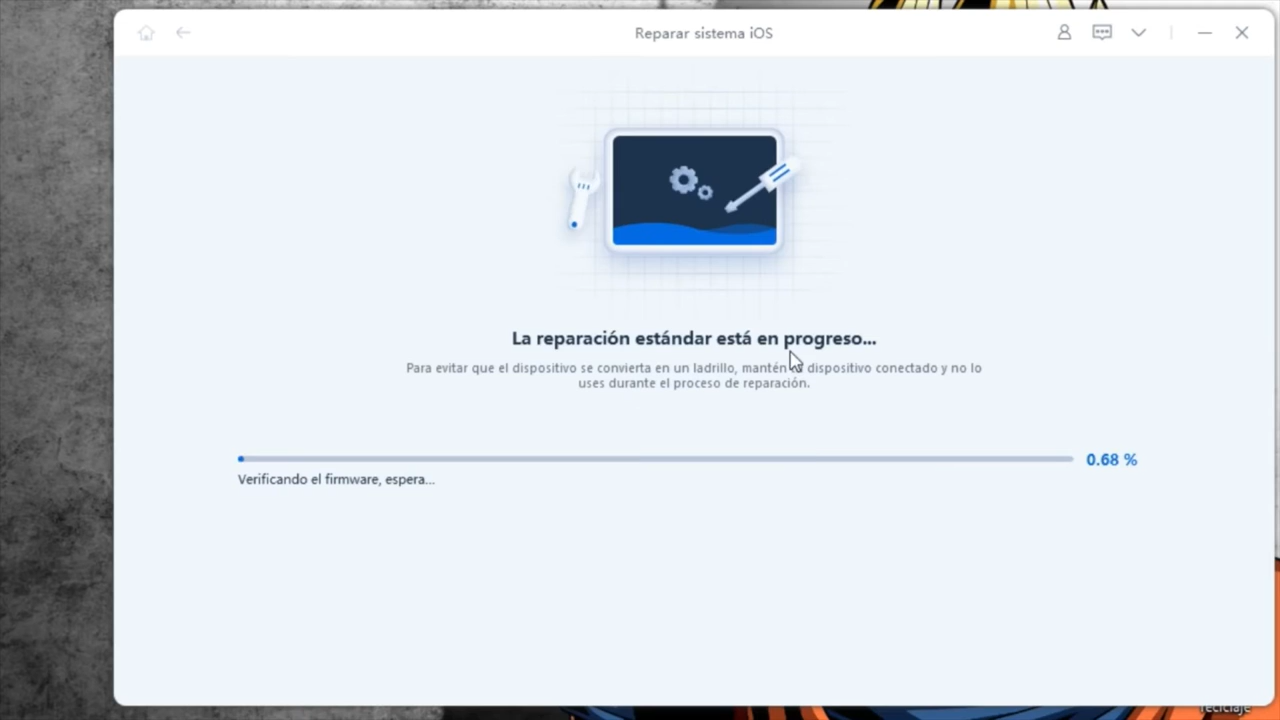 Reparar sistema iOS
La reparación estándar está en progreso...
Para evitar que el dispositivo se convierta en un ladrillo, mantén dispositivo conectado y no lo
uses durante el proceso de reparación.
0.68 %
Verificando el firmware, espera...
reciclaje